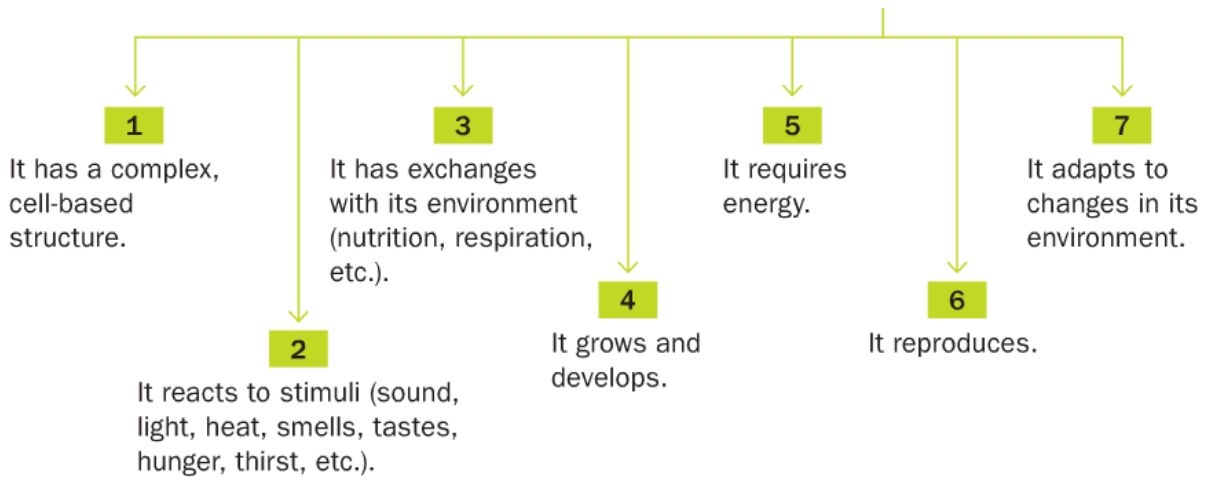 1
It has a complex,
cell-based
structure.
2
It reacts to stimuli (sound,
light, heat, smells, tastes,
hunger, thirst, etc.).
3
It has exchanges
with its environment
(nutrition, respiration,
etc.).
4
It grows and
develops.
5
It requires
energy.
6
It reproduces.
7
It adapts to
changes in its
environment.